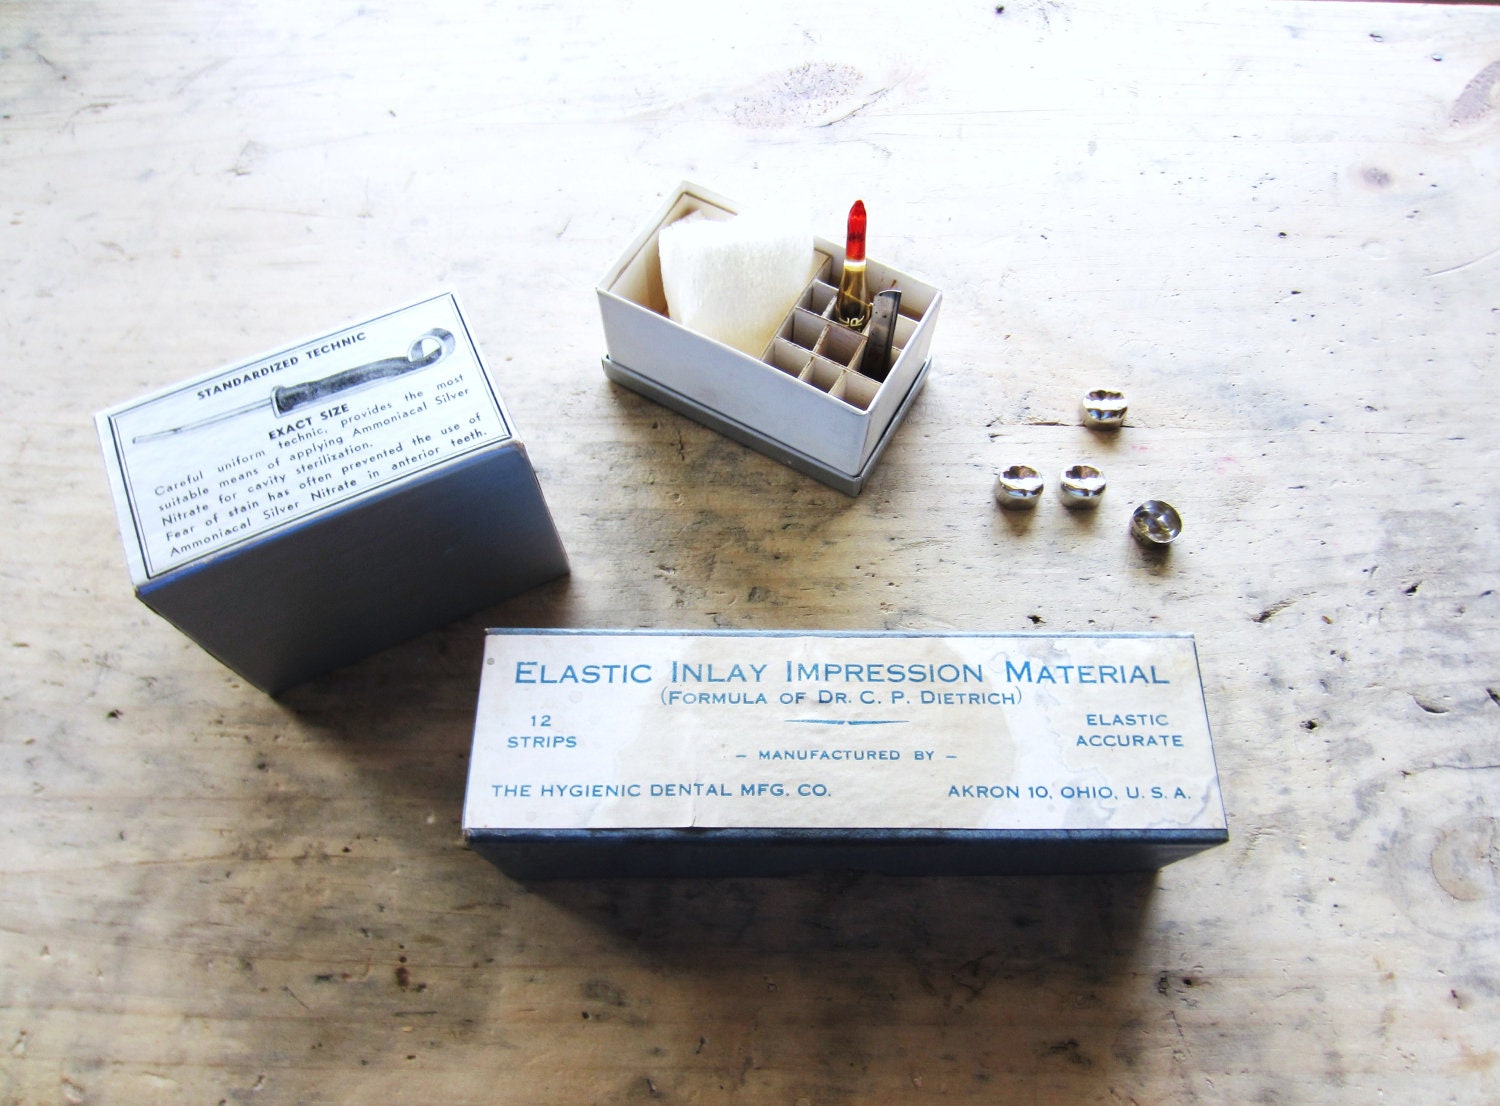 STANDARDIZED TECHNIC
EXACT SIZE
Careful uniform technic, provides the most
suitable means of applying Ammoniacal Silver
Nitrate for cavity sterilization.
Fear of stain has often prevented the use of
Ammoniacal Silver Nitrate in anterior teeth.
ELASTIC INLAY IMPRESSION MATERIAL
(FORMULA OF DR. C. P. DIETRICH)
12
STRIPS
ELASTIC
ACCURATE
- MANUFACTURED BY -
THE HYGIENIC DENTAL MFG. CO.
AKRON 10, OHIO, U. S. A.